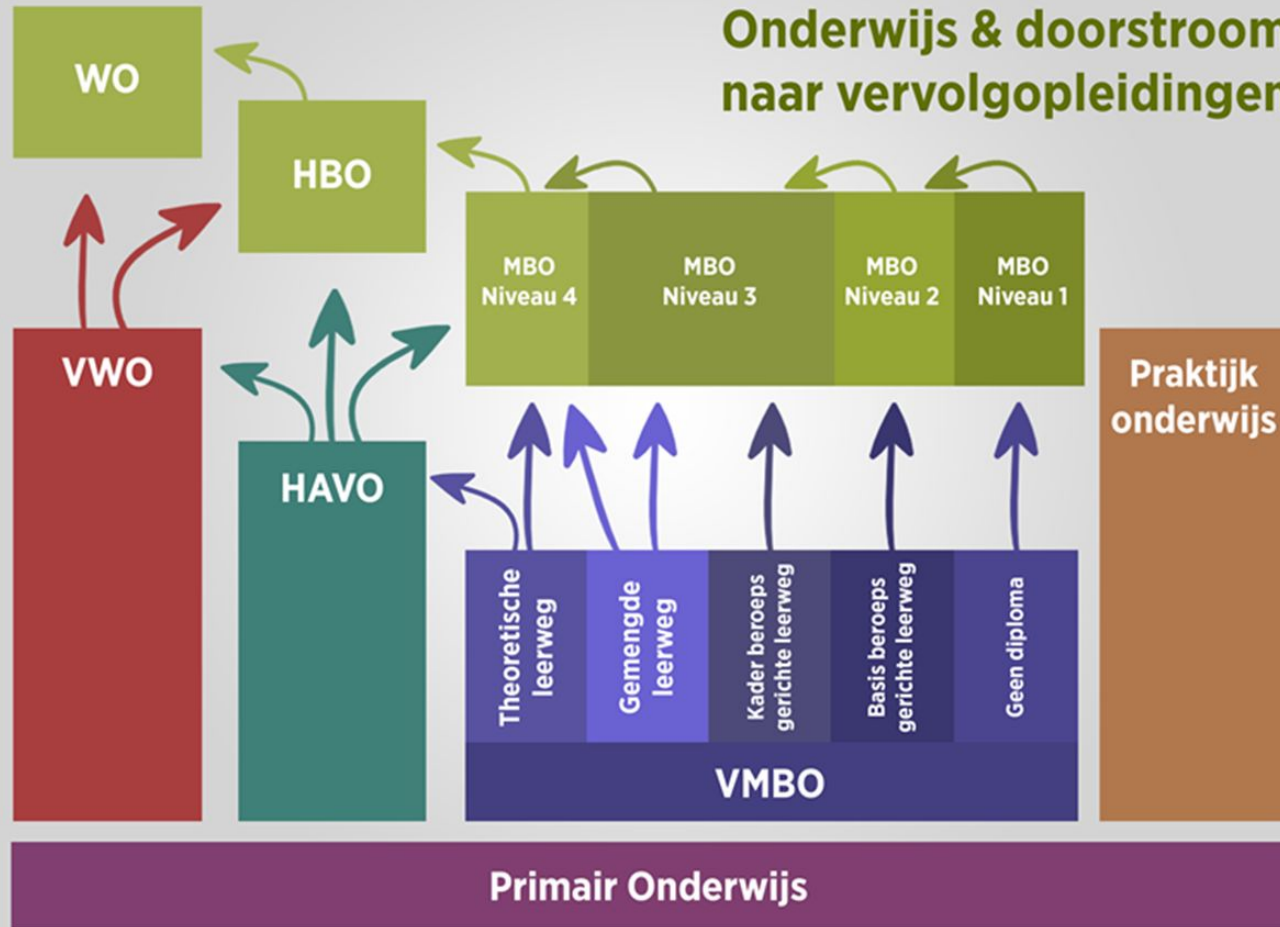 Onderwijs & doorstroom
naar vervolgopleidingen
WO
HBO
MBO
Niveau 4
MBO
Niveau 3
MBO
Niveau 2
MBO
Niveau 1
VWO
HAVO
Praktijk
onderwijs
Theoretische
leerweg
Gemengde
leerweg
Kader beroeps
gerichte leerweg
Basis beroeps
gerichte leerweg
Geen diploma
VMBO
Primair Onderwijs